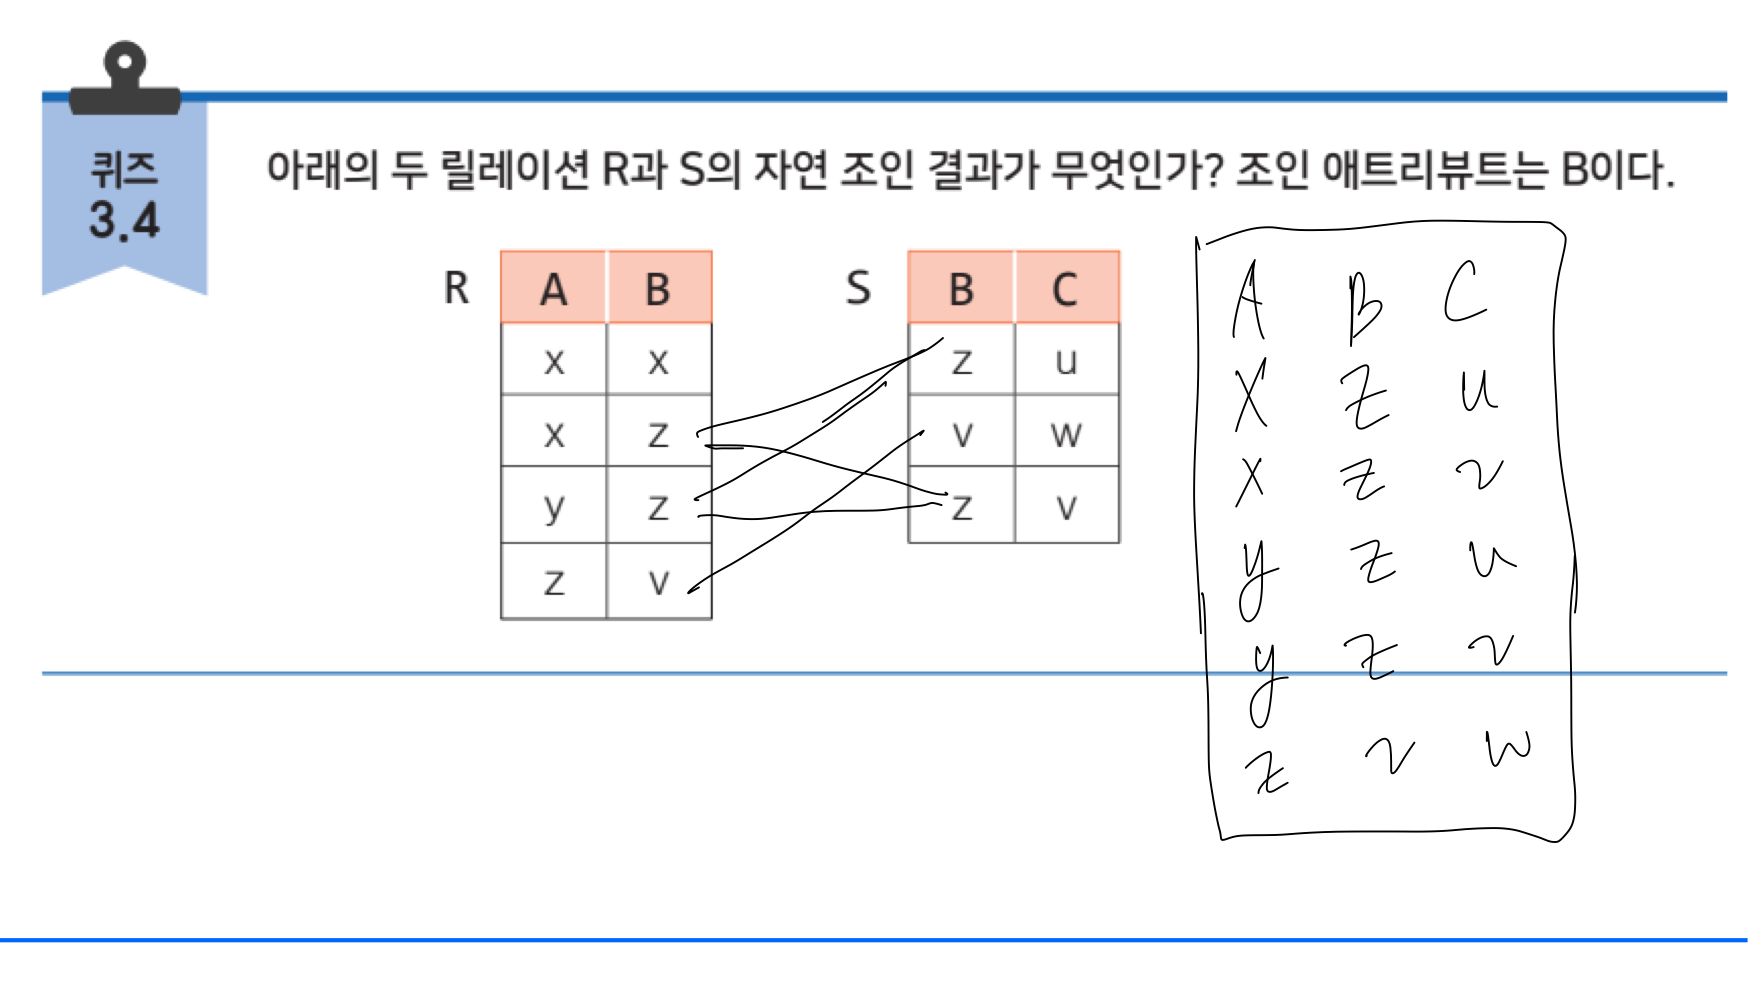 퀴즈
3.4
아래의 두 릴레이션 R과 S의 자연 조인 결과가 무엇인가? 조인 애트리뷰트는 B이다.
R
A B
x x
x z
y z
z v
S
B C
z u
v w
z v
A B C
x z u
x z v
y z u
y z v
z v w